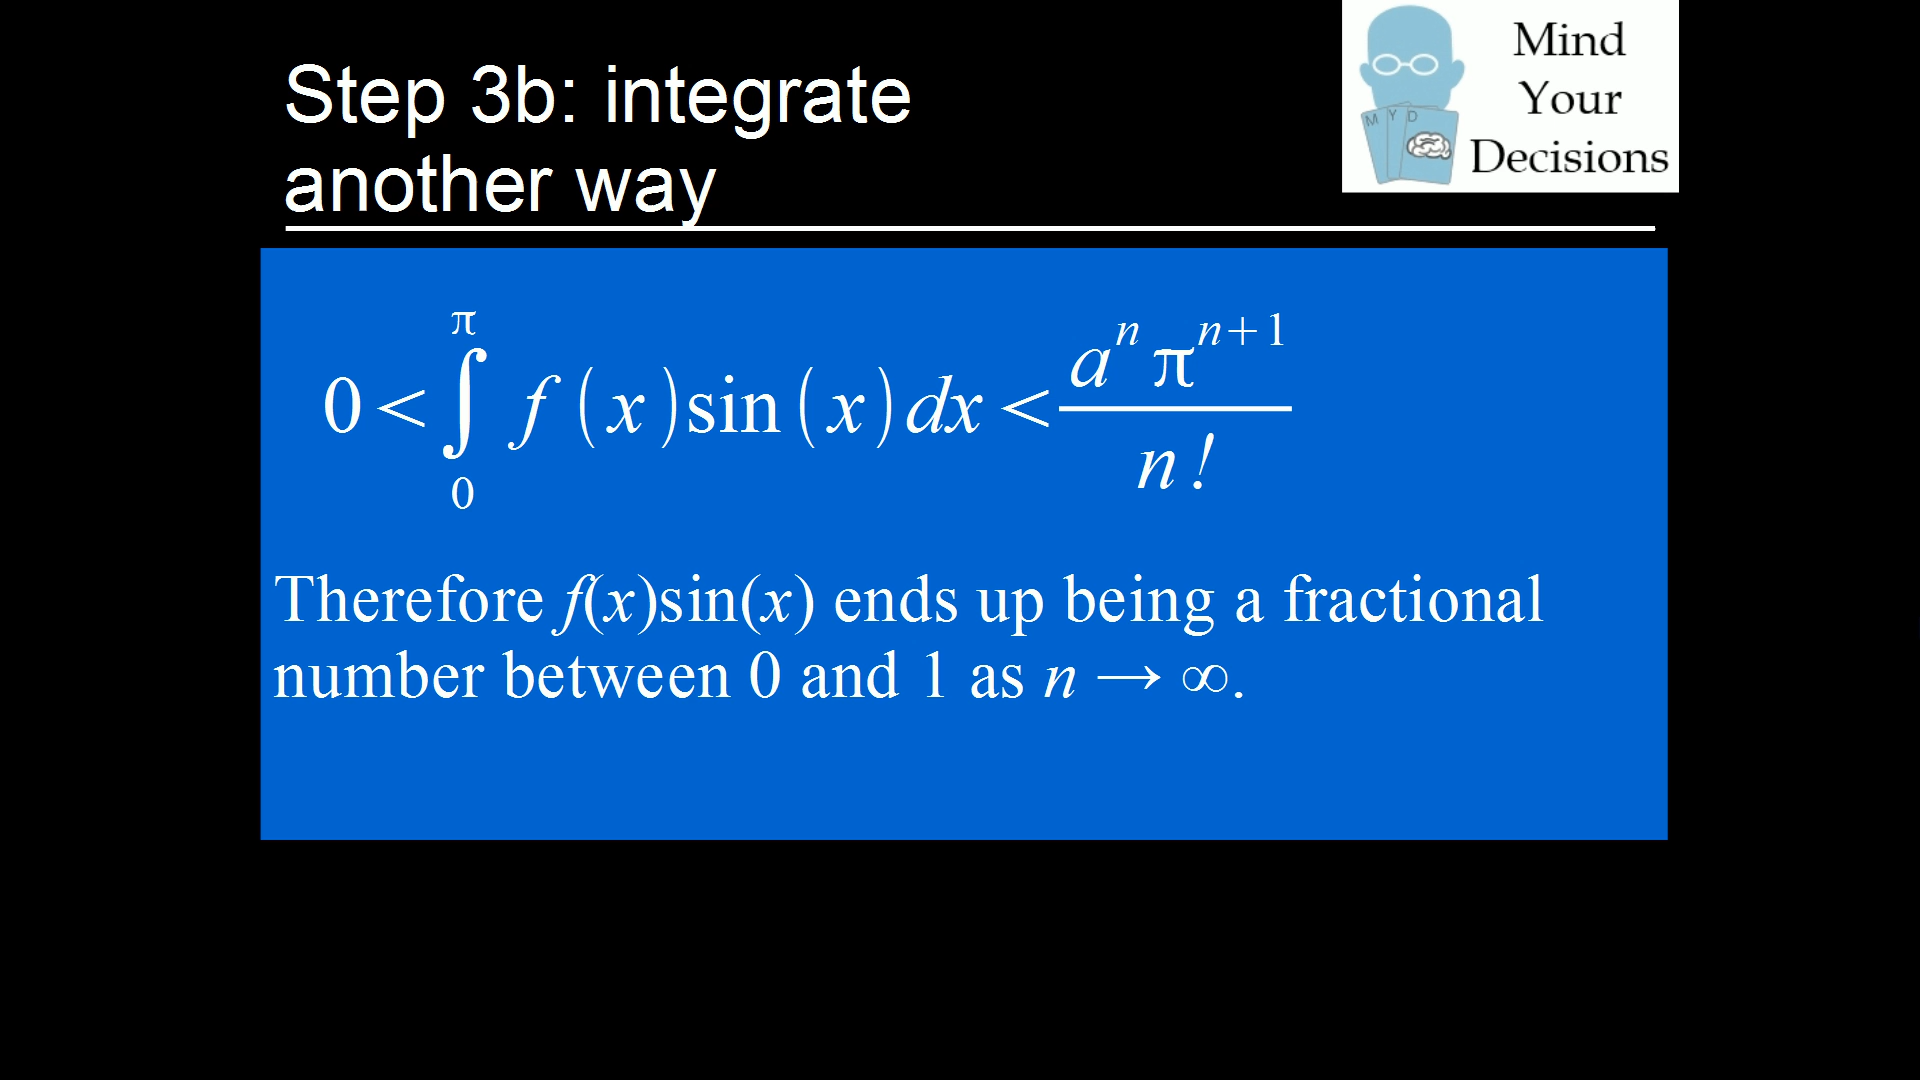 Step 3b: integrate
another way
Mind
Your
Decisions
M Y D
π
0 < ∫ f(x)sin(x)dx < aⁿπⁿ⁺¹
0
n!
Therefore f(x)sin(x) ends up being a fractional
number between 0 and 1 as n → ∞.